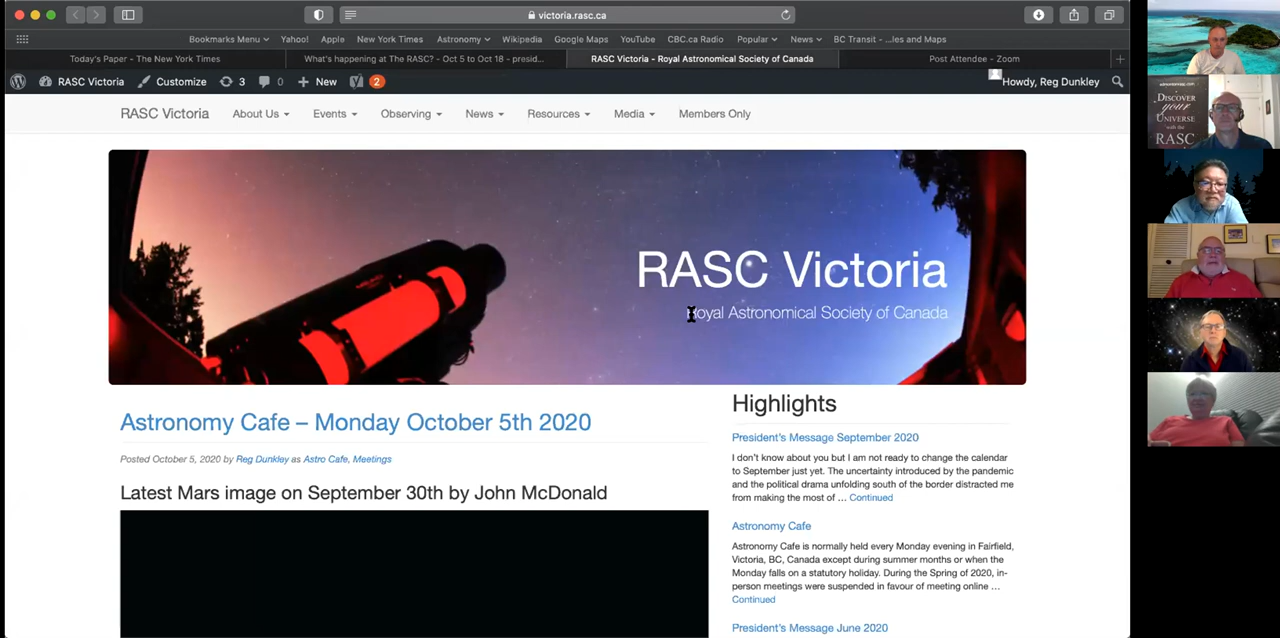 victoria.rasc.ca
Bookmarks Menu Yahoo! Apple New York Times Astronomy Wikipedia Google Maps YouTube CBC.ca Radio Popular News BC Transit - ...les and Maps
Today's Paper - The New York Times
What's happening at The RASC? - Oct 5 to Oct 18 - presid...
RASC Victoria - Royal Astronomical Society of Canada
Post Attendee - Zoom
RASC Victoria Customize 3 0 + New 2 Howdy, Reg Dunkley
RASC Victoria About Us Events Observing News Resources Media Members Only
RASC Victoria
Royal Astronomical Society of Canada
Astronomy Cafe – Monday October 5th 2020
Posted October 5, 2020 by Reg Dunkley as Astro Cafe, Meetings
Latest Mars image on September 30th by John McDonald
Highlights
President's Message September 2020
I don't know about you but I am not ready to change the calendar
to September just yet. The uncertainty introduced by the pandemic
and the political drama unfolding south of the border distracted me
from making the most of ... Continued
Astronomy Cafe
Astronomy Cafe is normally held every Monday evening in Fairfield,
Victoria, BC, Canada except during summer months or when the
Monday falls on a statutory holiday. During the Spring of 2020, in-
person meetings were suspended in favour of meeting online ...
Continued
President's Message June 2020
DISCOVER
your
UNIVERSE
with the
RASC